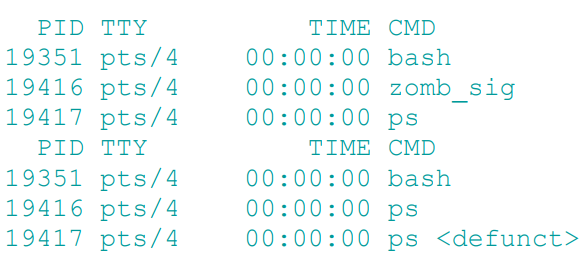 PID TTY          TIME CMD
19351 pts/4    00:00:00 bash
19416 pts/4    00:00:00 zomb_sig
19417 pts/4    00:00:00 ps
  PID TTY          TIME CMD
19351 pts/4    00:00:00 bash
19416 pts/4    00:00:00 ps
19417 pts/4    00:00:00 ps <defunct>